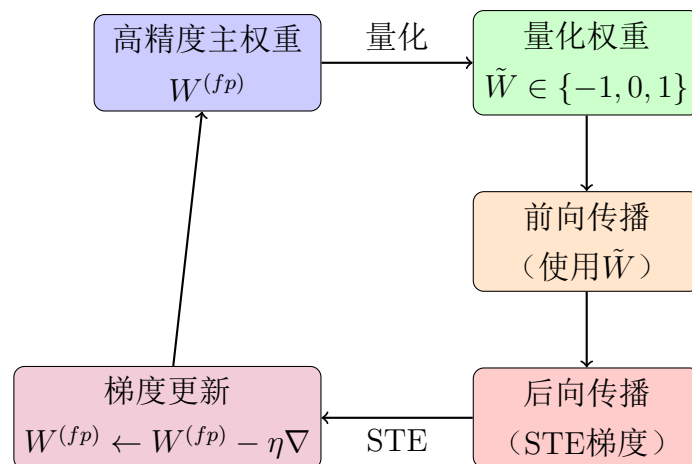 高精度主权重
W^{(fp)}
量化
量化权重
W̃ ∈ {−1, 0, 1}
前向传播
（使用W̃）
后向传播
（STE梯度）
STE
梯度更新
W^{(fp)} ← W^{(fp)} − η∇